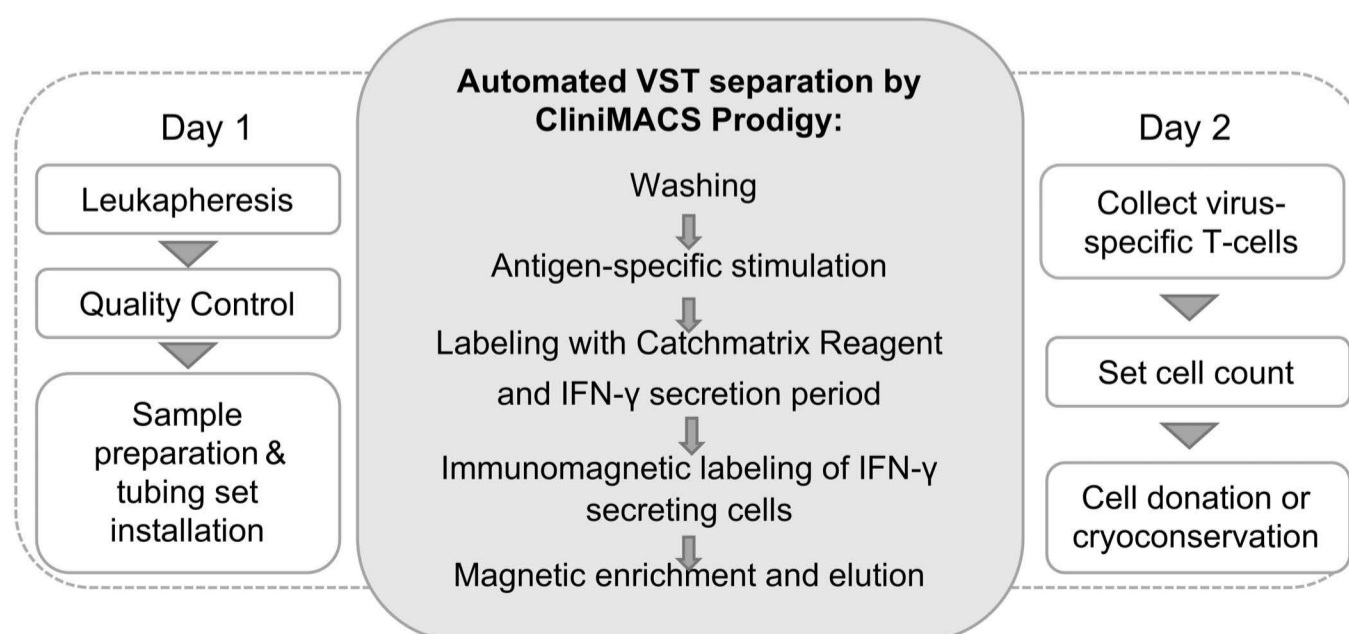 Day 1
Leukapheresis
Quality Control
Sample
preparation &
tubing set
installation
Automated VST separation by
CliniMACS Prodigy:
Washing
Antigen-specific stimulation
Labeling with Catchmatrix Reagent
and IFN-γ secretion period
Immunomagnetic labeling of IFN-γ
secreting cells
Magnetic enrichment and elution
Day 2
Collect virus-
specific T-cells
Set cell count
Cell donation or
cryoconservation